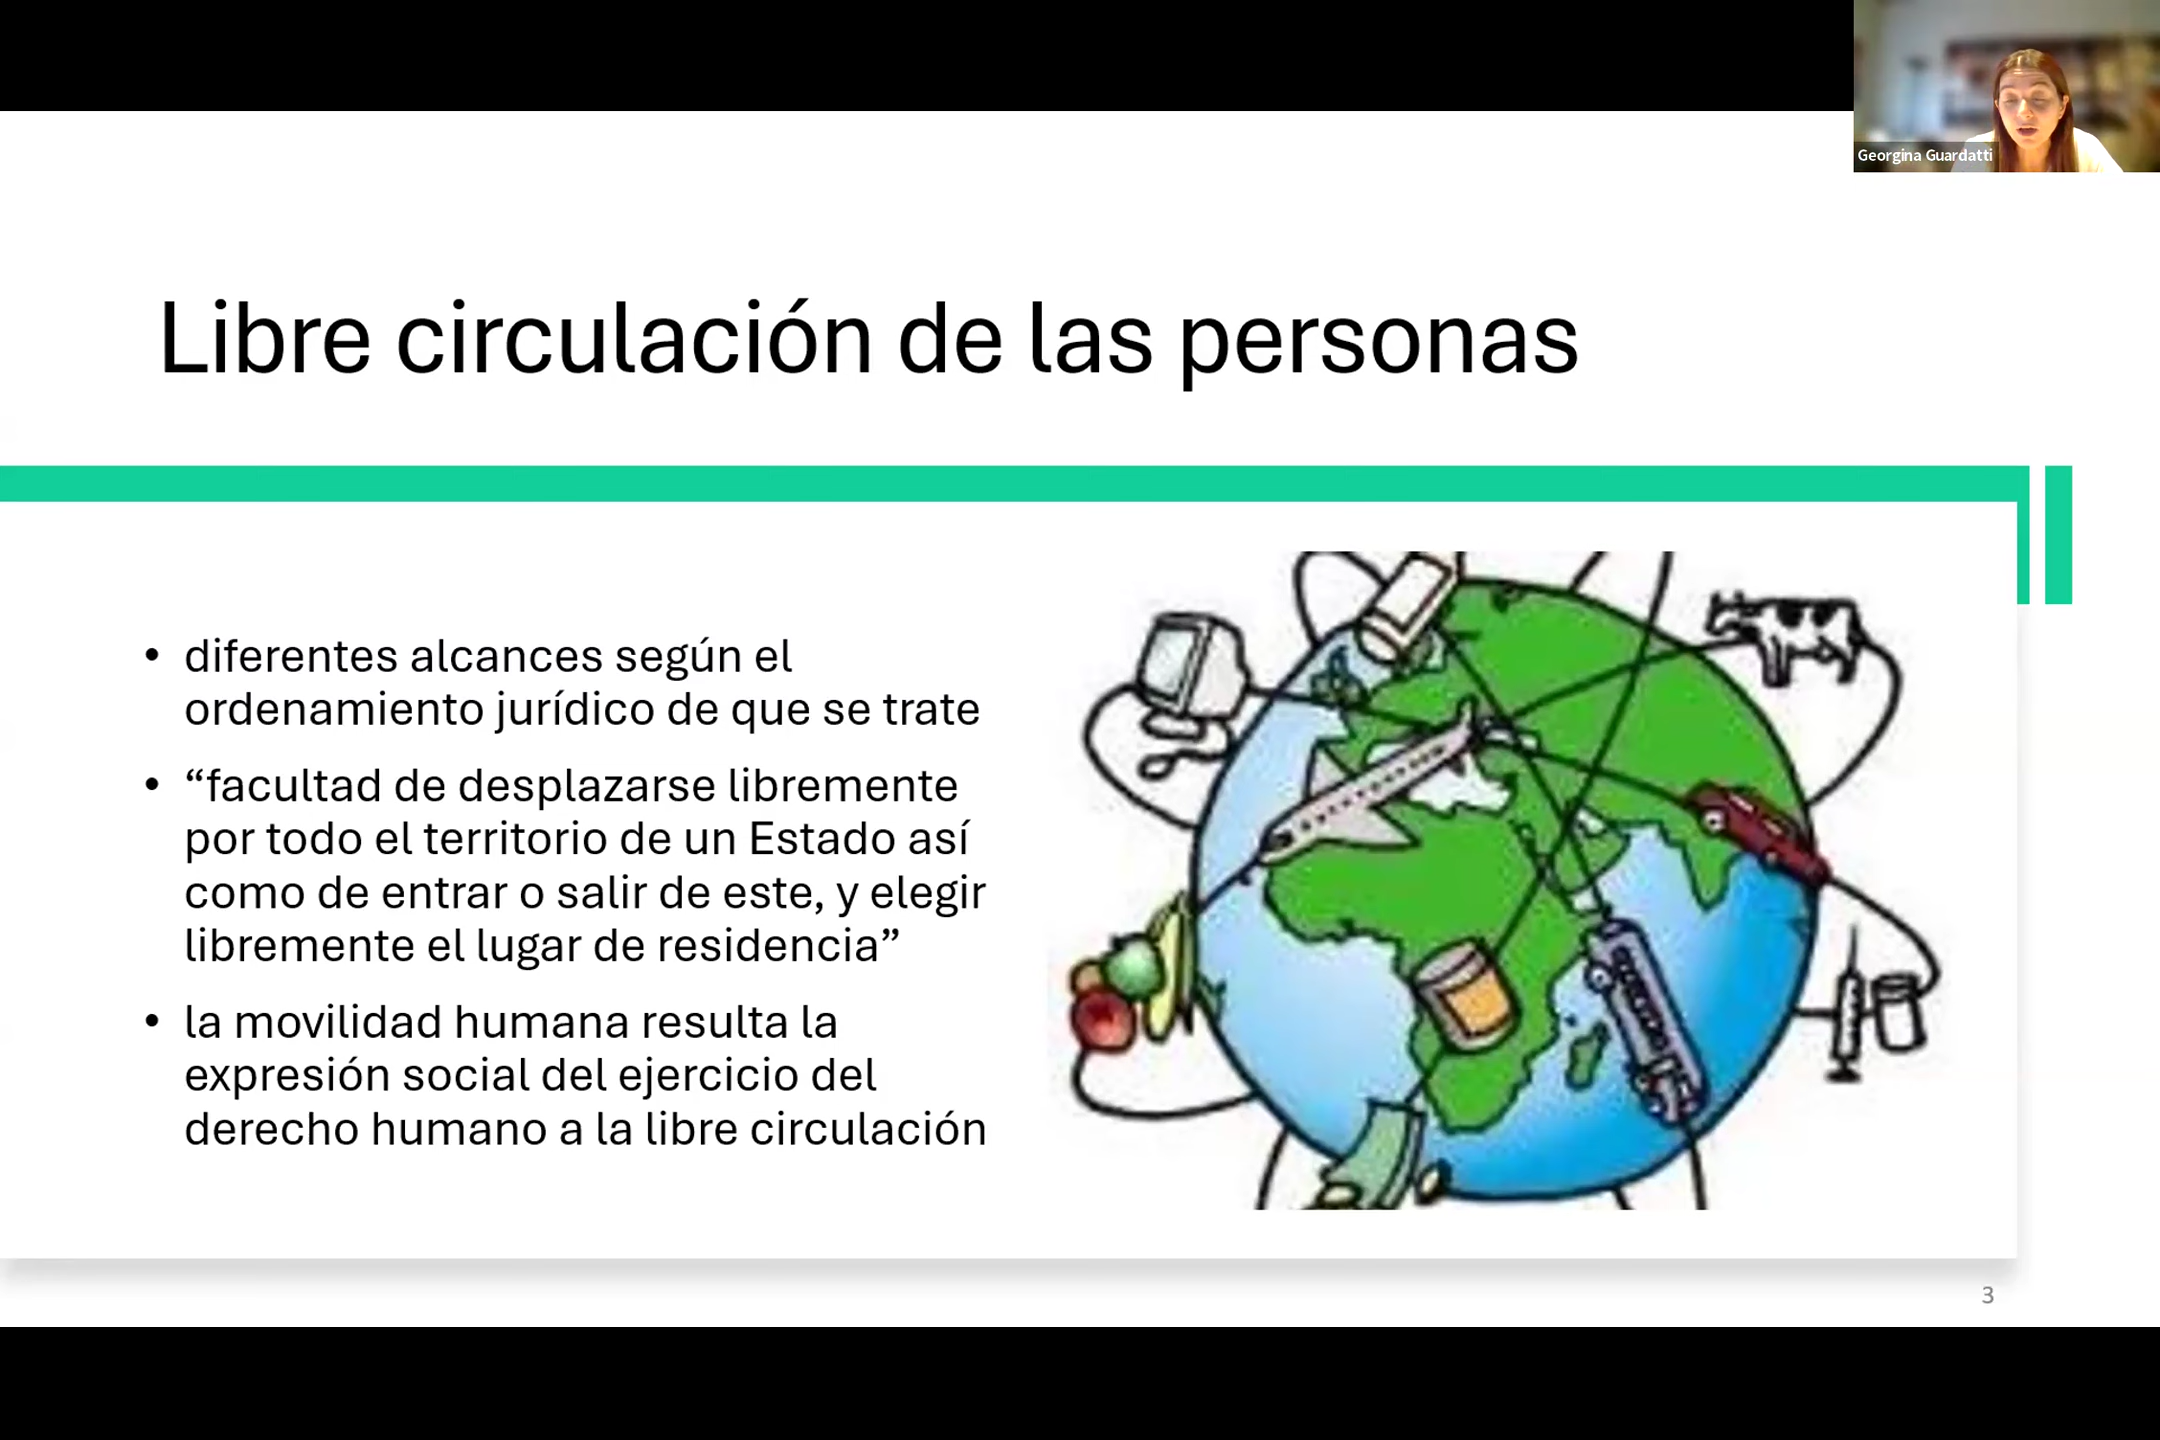 Georgina Guardatti
Libre circulación de las personas
• diferentes alcances según el
ordenamiento jurídico de que se trate
• “facultad de desplazarse libremente
por todo el territorio de un Estado así
como de entrar o salir de este, y elegir
libremente el lugar de residencia”
• la movilidad humana resulta la
expresión social del ejercicio del
derecho humano a la libre circulación
3